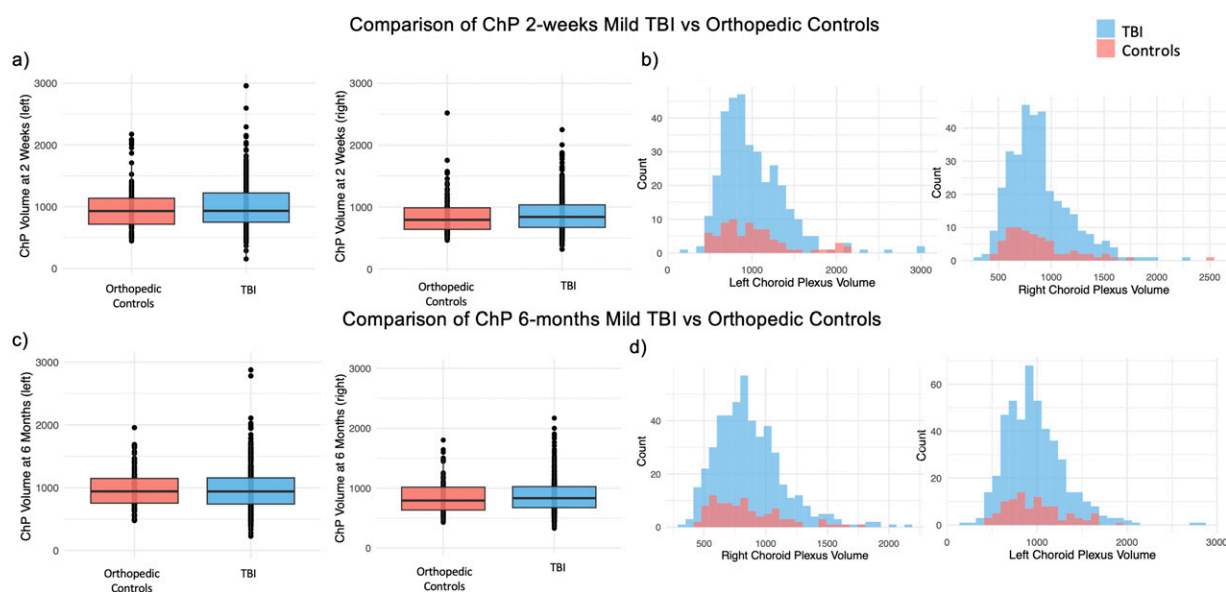 Comparison of ChP 2-weeks Mild TBI vs Orthopedic Controls
TBI
Controls
a)
b)
ChP Volume at 2 Weeks (left)
3000
2000
1000
0
Orthopedic
Controls
TBI
ChP Volume at 2 Weeks (right)
3000
2000
1000
0
Orthopedic
Controls
TBI
Count
40
30
20
10
0
0
1000
2000
3000
Left Choroid Plexus Volume
Count
40
30
20
10
0
500
1000
1500
2000
2500
Right Choroid Plexus Volume
Comparison of ChP 6-months Mild TBI vs Orthopedic Controls
c)
d)
ChP Volume at 6 Months (left)
3000
2000
1000
0
Orthopedic
Controls
TBI
ChP Volume at 6 Months (right)
3000
2000
1000
0
Orthopedic
Controls
TBI
Count
40
20
0
500
1000
1500
2000
Right Choroid Plexus Volume
Count
60
40
20
0
0
1000
2000
3000
Left Choroid Plexus Volume